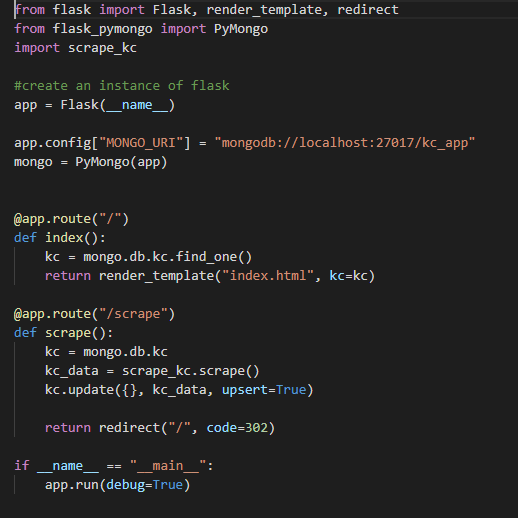 from flask import Flask, render_template, redirect
from flask_pymongo import PyMongo
import scrape_kc
#create an instance of flask
app = Flask(__name__)
app.config["MONGO_URI"] = "mongodb://localhost:27017/kc_app"
mongo = PyMongo(app)
@app.route("/")
def index():
    kc = mongo.db.kc.find_one()
    return render_template("index.html", kc=kc)
@app.route("/scrape")
def scrape():
    kc = mongo.db.kc
    kc_data = scrape_kc.scrape()
    kc.update({}, kc_data, upsert=True)
    return redirect("/", code=302)
if __name__ == "__main__":
    app.run(debug=True)